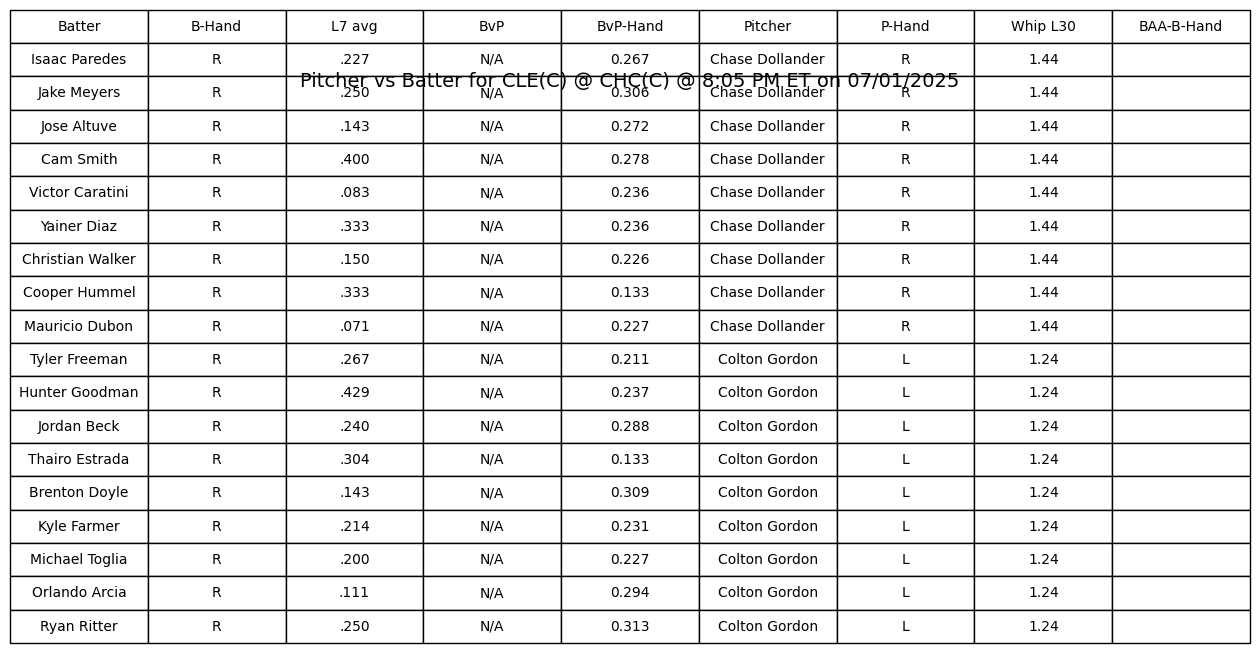 Batter B-Hand L7 avg BvP BvP-Hand Pitcher P-Hand Whip L30 BAA-B-Hand
Isaac Paredes R .227 N/A 0.267 Chase Dollander R 1.44
Pitcher vs Batter for CLE(C) @ CHC(C) @ 8:05 PM ET on 07/01/2025
Jake Meyers R .250 N/A 0.306 Chase Dollander R 1.44
Jose Altuve R .143 N/A 0.272 Chase Dollander R 1.44
Cam Smith R .400 N/A 0.278 Chase Dollander R 1.44
Victor Caratini R .083 N/A 0.236 Chase Dollander R 1.44
Yainer Diaz R .333 N/A 0.236 Chase Dollander R 1.44
Christian Walker R .150 N/A 0.226 Chase Dollander R 1.44
Cooper Hummel R .333 N/A 0.133 Chase Dollander R 1.44
Mauricio Dubon R .071 N/A 0.227 Chase Dollander R 1.44
Tyler Freeman R .267 N/A 0.211 Colton Gordon L 1.24
Hunter Goodman R .429 N/A 0.237 Colton Gordon L 1.24
Jordan Beck R .240 N/A 0.288 Colton Gordon L 1.24
Thairo Estrada R .304 N/A 0.133 Colton Gordon L 1.24
Brenton Doyle R .143 N/A 0.309 Colton Gordon L 1.24
Kyle Farmer R .214 N/A 0.231 Colton Gordon L 1.24
Michael Toglia R .200 N/A 0.227 Colton Gordon L 1.24
Orlando Arcia R .111 N/A 0.294 Colton Gordon L 1.24
Ryan Ritter R .250 N/A 0.313 Colton Gordon L 1.24